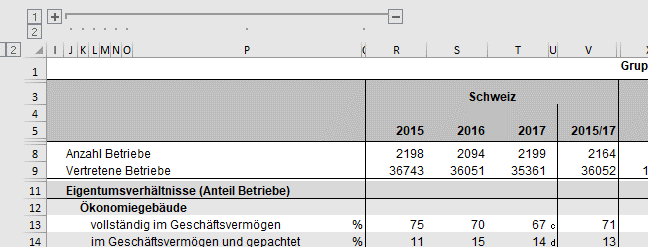 1
2
2 I J K L M N O P R S T U V
1 Grup
3 Schweiz
4
5 2015 2016 2017 2015/17
8 Anzahl Betriebe 2198 2094 2199 2164
9 Vertretene Betriebe 36743 36051 35361 36052 1
11 Eigentumsverhältnisse (Anteil Betriebe)
12 Ökonomiegebäude
13 vollständig im Geschäftsvermögen % 75 70 67 c 71
14 im Geschäftsvermögen und gepachtet % 11 15 14 d 13